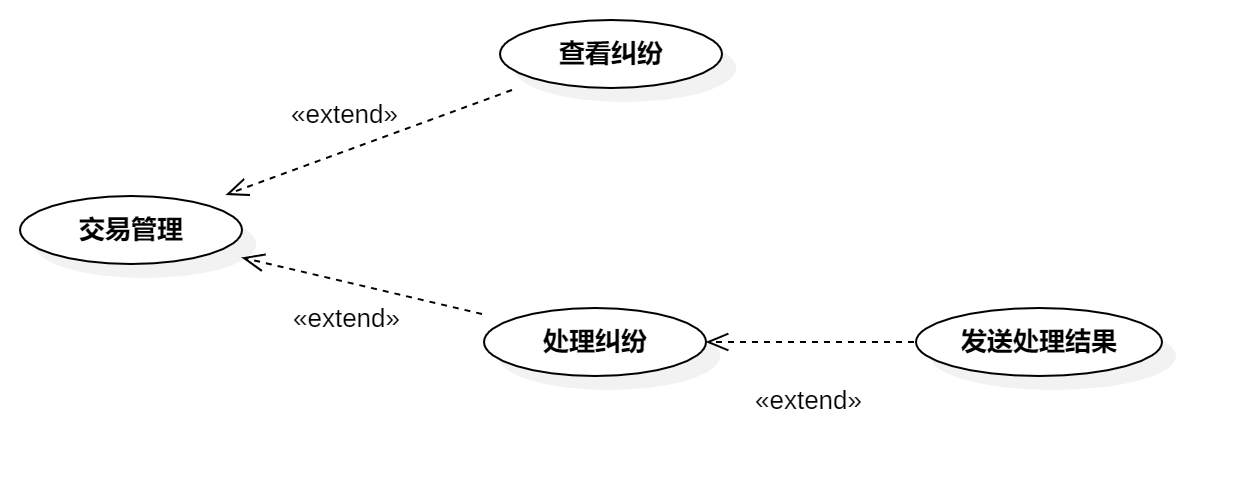 查看纠纷
«extend»
交易管理
«extend»
处理纠纷
发送处理结果
«extend»